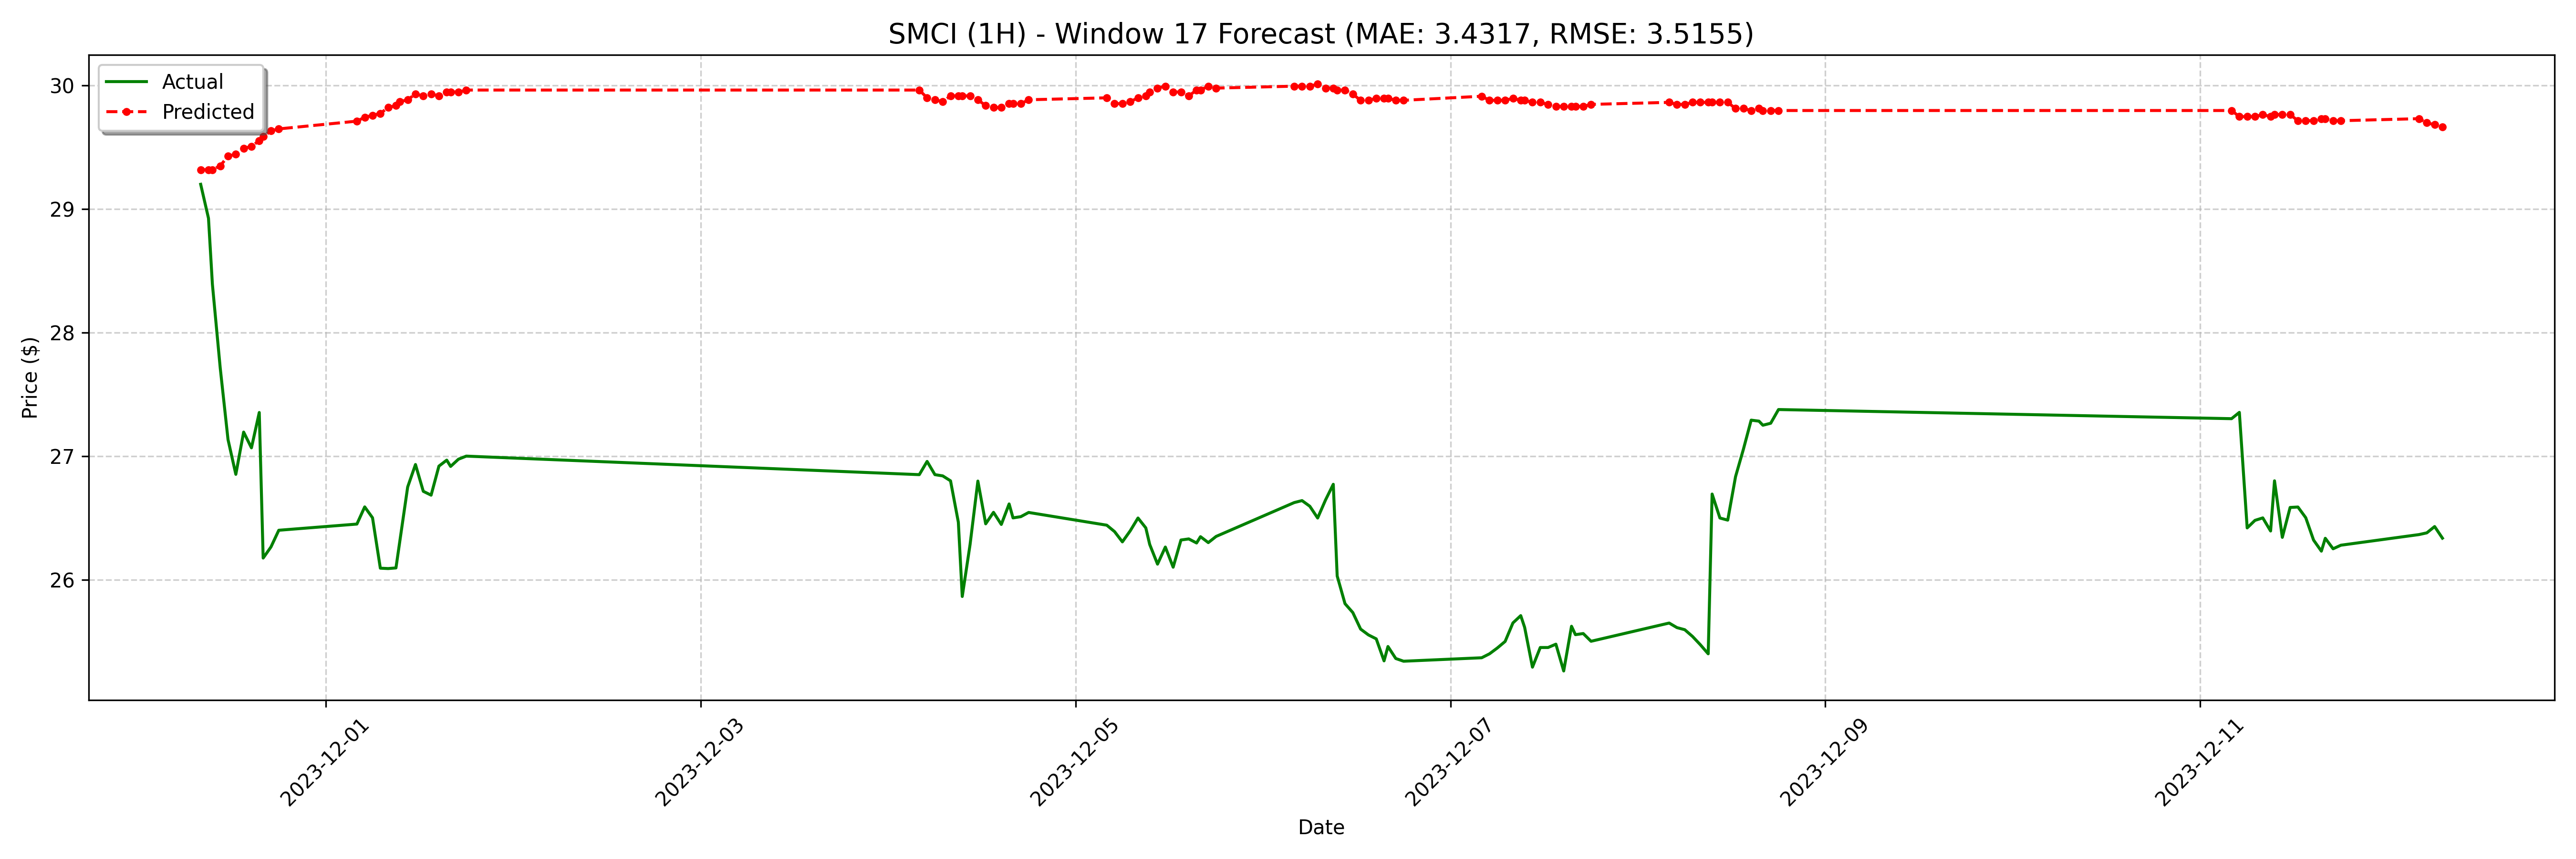 SMCI (1H) - Window 17 Forecast (MAE: 3.4317, RMSE: 3.5155)
Actual
Predicted
Price ($)
30
29
28
27
26
2023-12-01
2023-12-03
2023-12-05
2023-12-07
2023-12-09
2023-12-11
Date